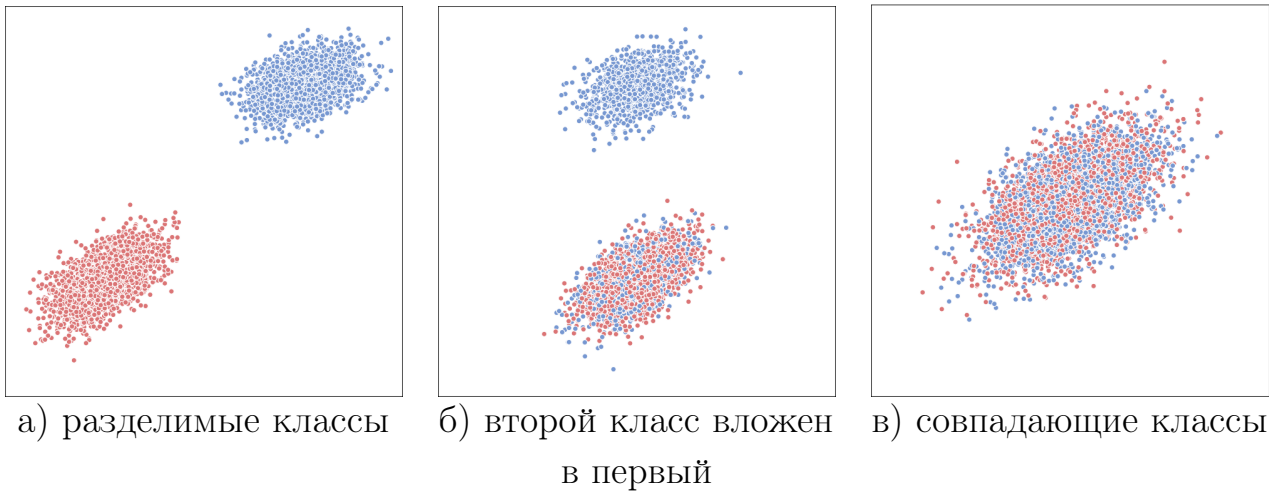 а) разделимые классы
б) второй класс вложен
в первый
в) совпадающие классы